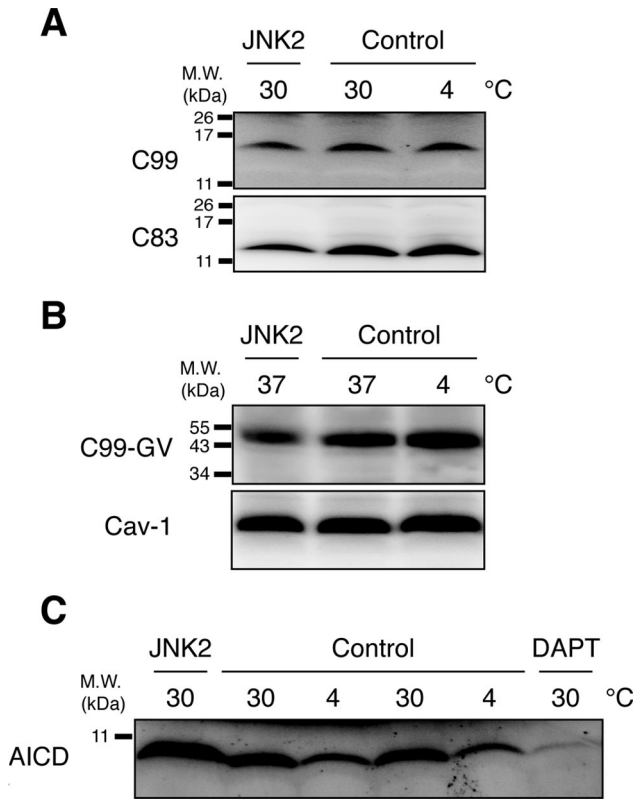 A
JNK2 Control
M.W.
(kDa) 30 30 4 °C
26
17
C99
11
26
17
C83
11
B
JNK2 Control
M.W.
(kDa) 37 37 4 °C
55
C99-GV 43
34
Cav-1
C
JNK2 Control DAPT
M.W.
(kDa) 30 30 4 30 4 30 °C
11
AICD